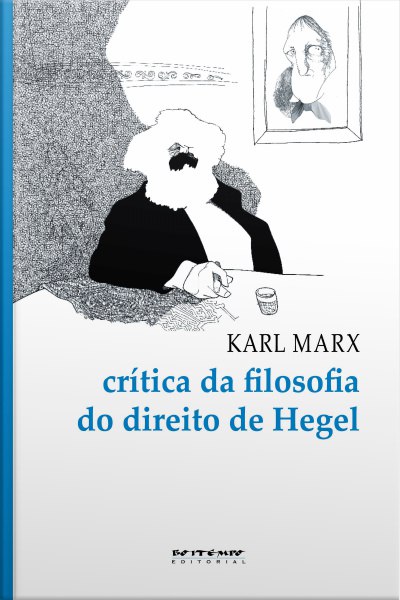 KARL MARX
crítica da filosofia
do direito de Hegel
BOITEMPO
EDITORIAL